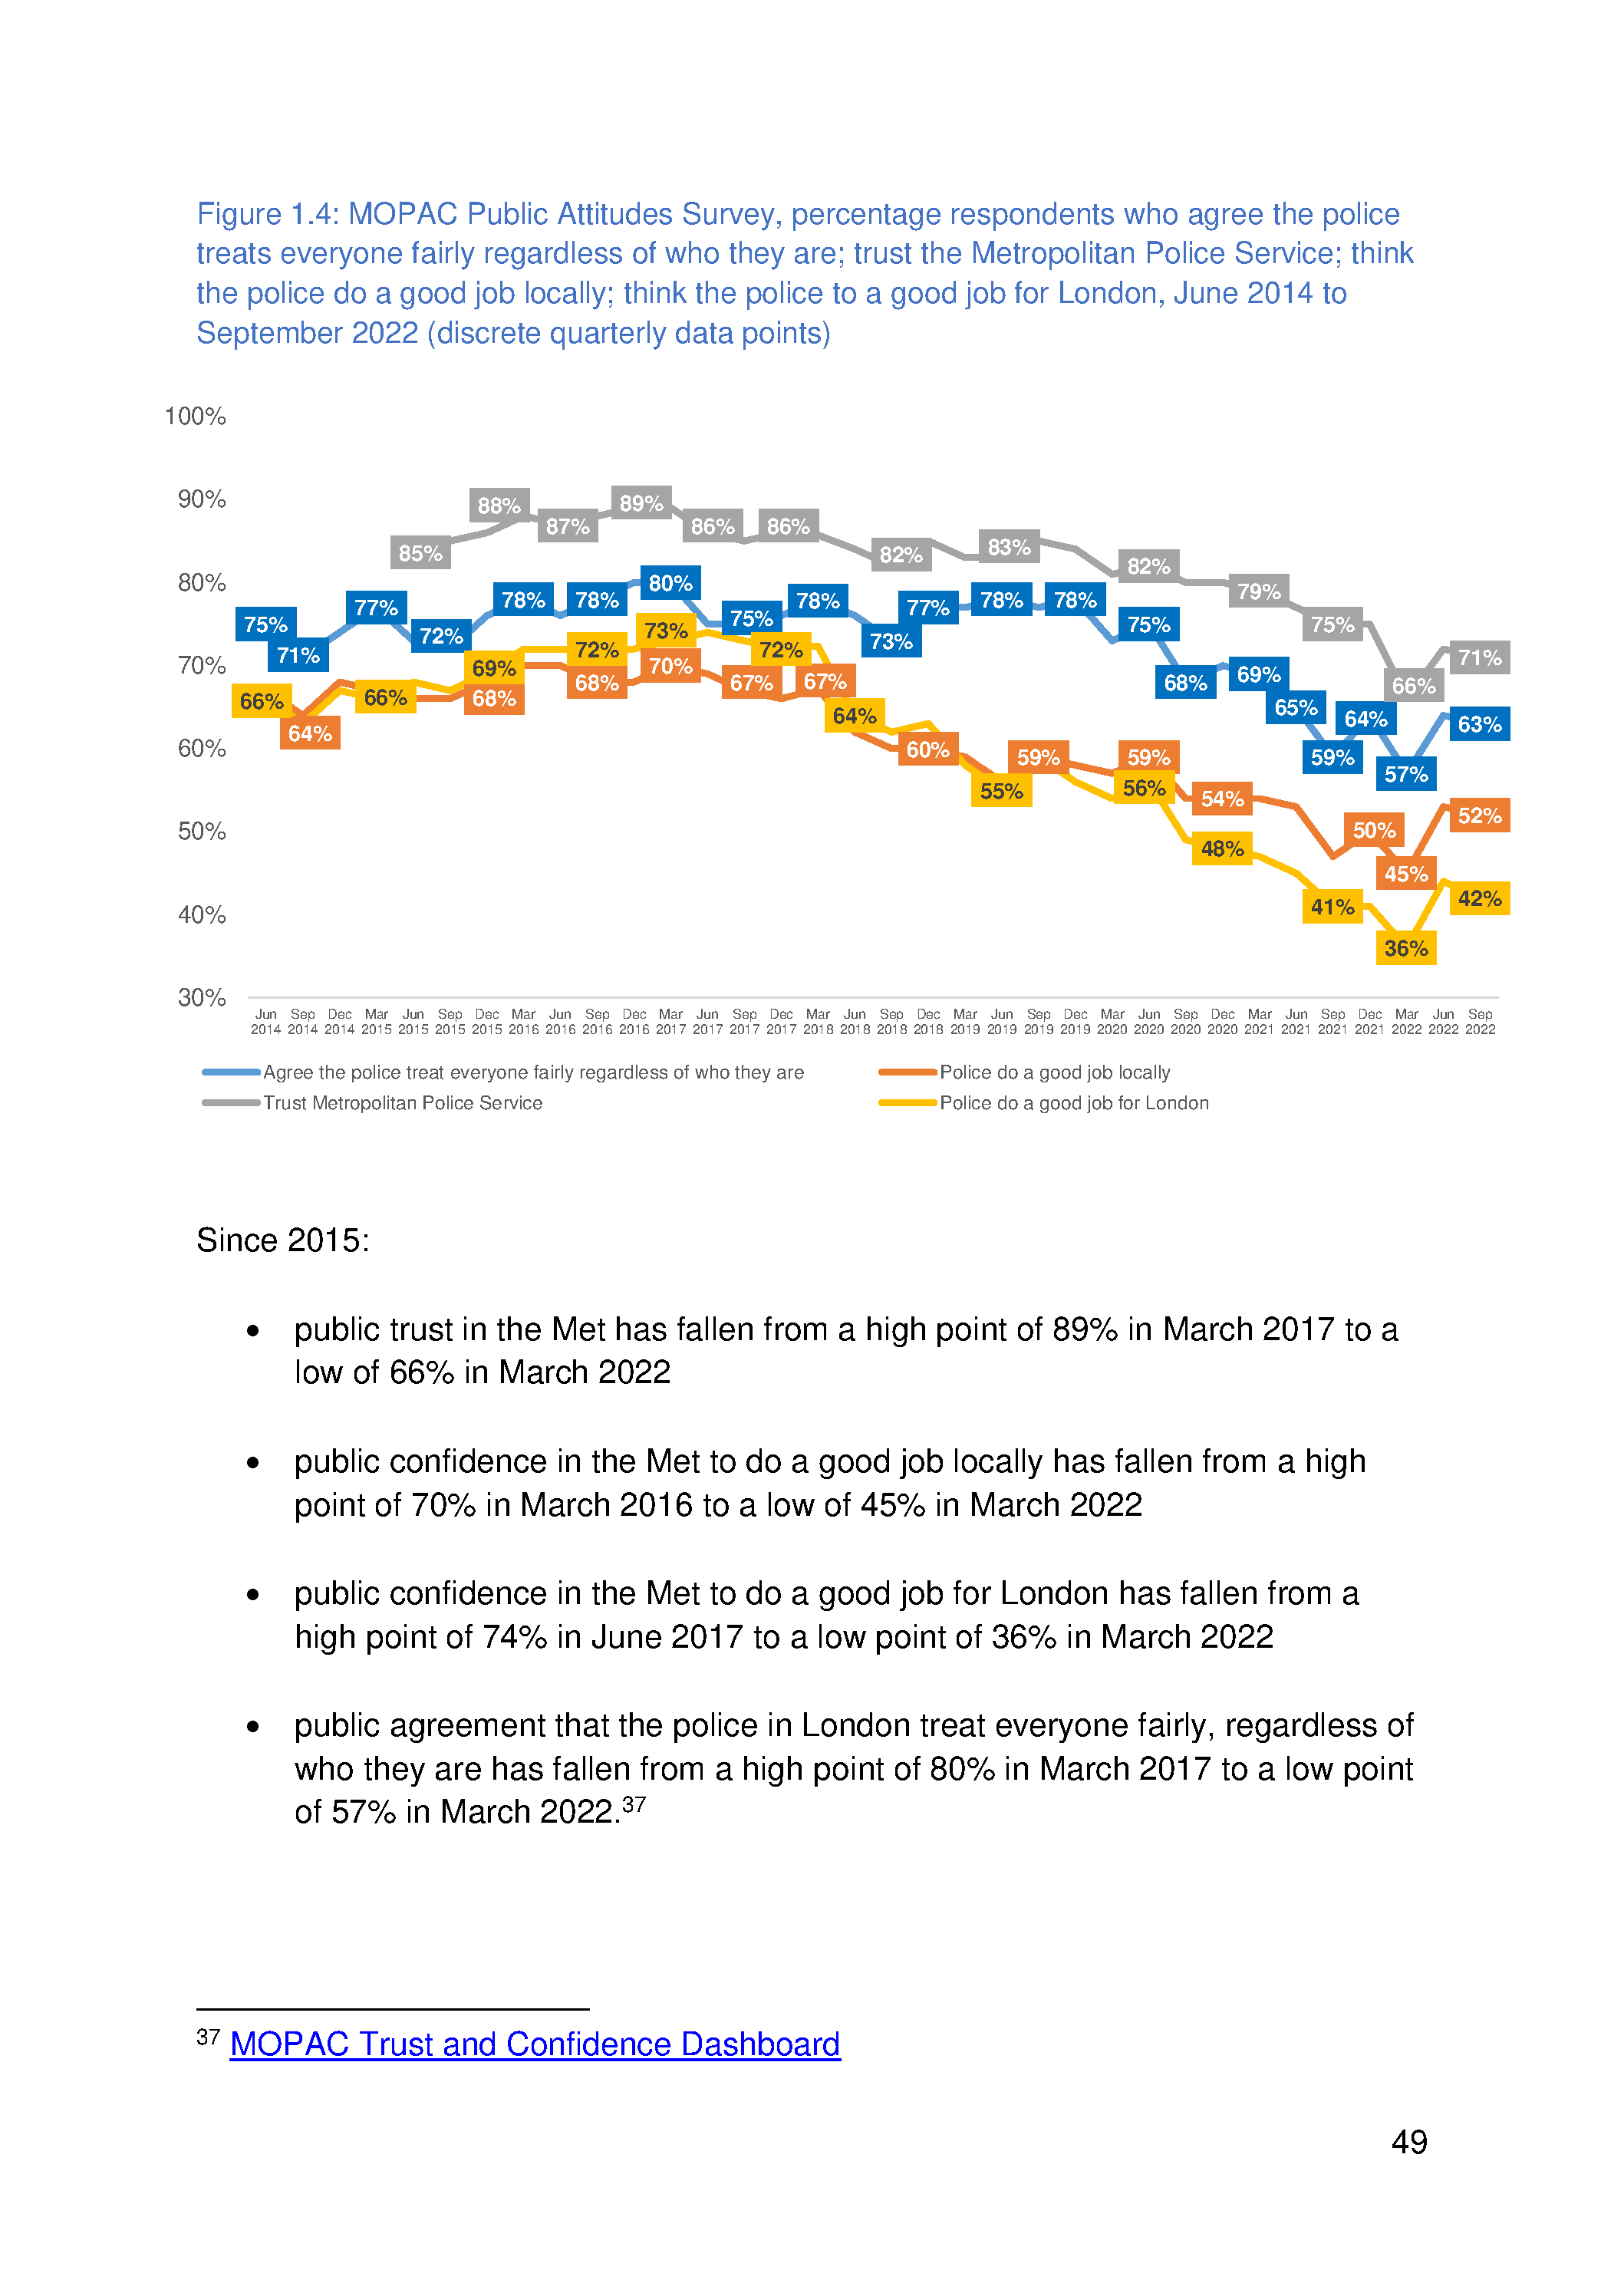 Figure 1.4: MOPAC Public Attitudes Survey, percentage respondents who agree the police
treats everyone fairly regardless of who they are; trust the Metropolitan Police Service; think
the police do a good job locally; think the police to a good job for London, June 2014 to
September 2022 (discrete quarterly data points)
100%
90%
80%
70%
60%
50%
40%
30%
85% 88% 87% 89% 86% 86% 82% 83% 82% 79% 75% 66% 71%
75% 71% 77% 72% 78% 78% 80% 75% 78% 73% 77% 78% 78% 75% 68% 69% 65% 59% 64% 57% 63%
66% 66% 69% 72% 73% 72% 64% 55% 56% 48% 41% 36% 42%
64% 68% 68% 70% 67% 67% 60% 59% 59% 54% 50% 45% 52%
Jun Sep Dec Mar Jun Sep Dec Mar Jun Sep Dec Mar Jun Sep Dec Mar Jun Sep Dec Mar Jun Sep Dec Mar Jun Sep Dec Mar Jun Sep Dec Mar Jun Sep
2014 2014 2014 2015 2015 2015 2015 2016 2016 2016 2016 2017 2017 2017 2017 2018 2018 2018 2018 2019 2019 2019 2019 2020 2020 2020 2020 2021 2021 2021 2021 2022 2022 2022
Agree the police treat everyone fairly regardless of who they are
Police do a good job locally
Trust Metropolitan Police Service
Police do a good job for London
Since 2015:
• public trust in the Met has fallen from a high point of 89% in March 2017 to a
low of 66% in March 2022
• public confidence in the Met to do a good job locally has fallen from a high
point of 70% in March 2016 to a low of 45% in March 2022
• public confidence in the Met to do a good job for London has fallen from a
high point of 74% in June 2017 to a low point of 36% in March 2022
• public agreement that the police in London treat everyone fairly, regardless of
who they are has fallen from a high point of 80% in March 2017 to a low point
of 57% in March 2022.37
37 MOPAC Trust and Confidence Dashboard
49